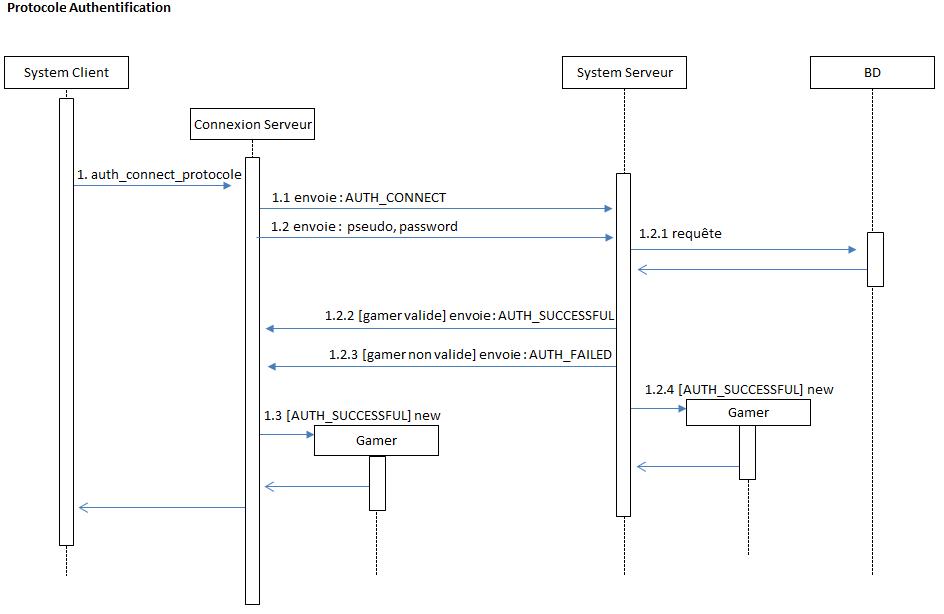 Protocole Authentification
System Client
System Serveur
BD
Connexion Serveur
1. auth_connect_protocole
1.1 envoie : AUTH_CONNECT
1.2 envoie : pseudo, password
1.2.1 requête
1.2.2 [gamer valide] envoie : AUTH_SUCCESSFUL
1.2.3 [gamer non valide] envoie : AUTH_FAILED
1.2.4 [AUTH_SUCCESSFUL] new
Gamer
1.3 [AUTH_SUCCESSFUL] new
Gamer